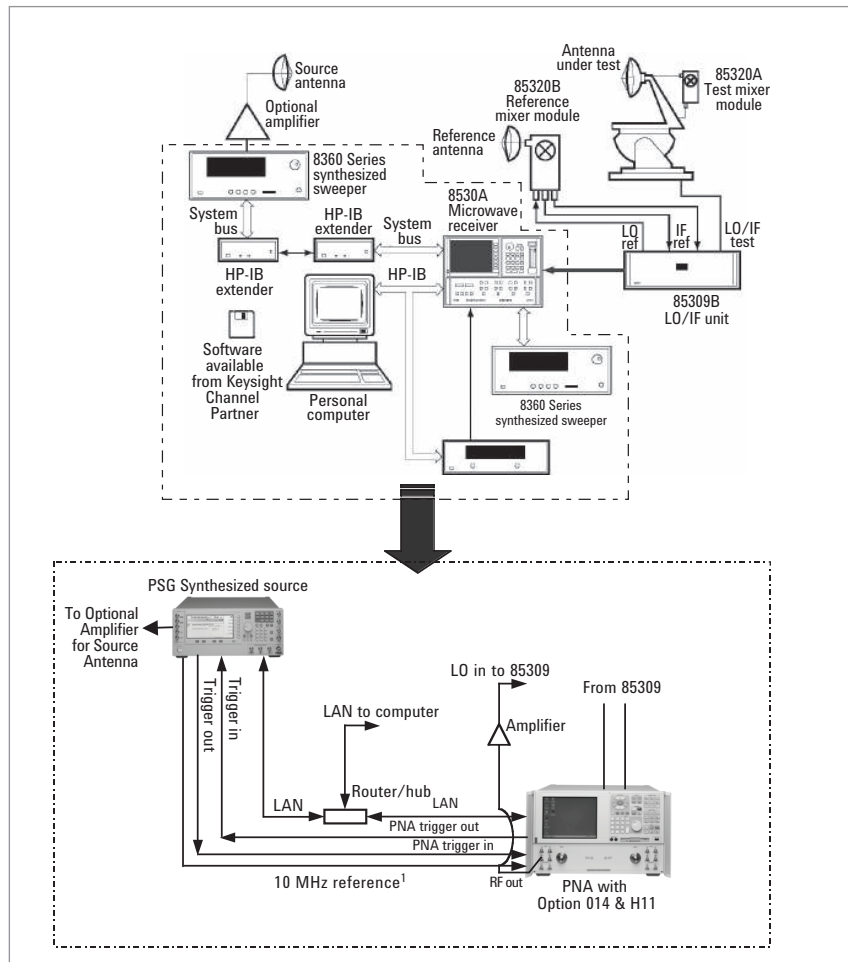 Source
antenna
Optional
amplifier
Antenna
under test
85320A
Test mixer
module
85320B
Reference
mixer module
Reference
antenna
8360 Series
synthesized
sweeper
8530A
Microwave
receiver
System
bus
HP-IB
extender
System
bus
LO
ref
IF
ref
LO/IF
test
HP-IB
extender
HP-IB
85309B
LO/IF unit
Software
available
from Keysight
Channel
Partner
Personal
computer
8360 Series
synthesized sweeper
PSG Synthesized source
To Optional
Amplifier
for Source
Antenna
Trigger out
Trigger in
LO in to 85309
From 85309
LAN to computer
Amplifier
Router/hub
LAN
LAN
PNA trigger out
PNA trigger in
10 MHz reference1
RF out
PNA with
Option 014 & H11